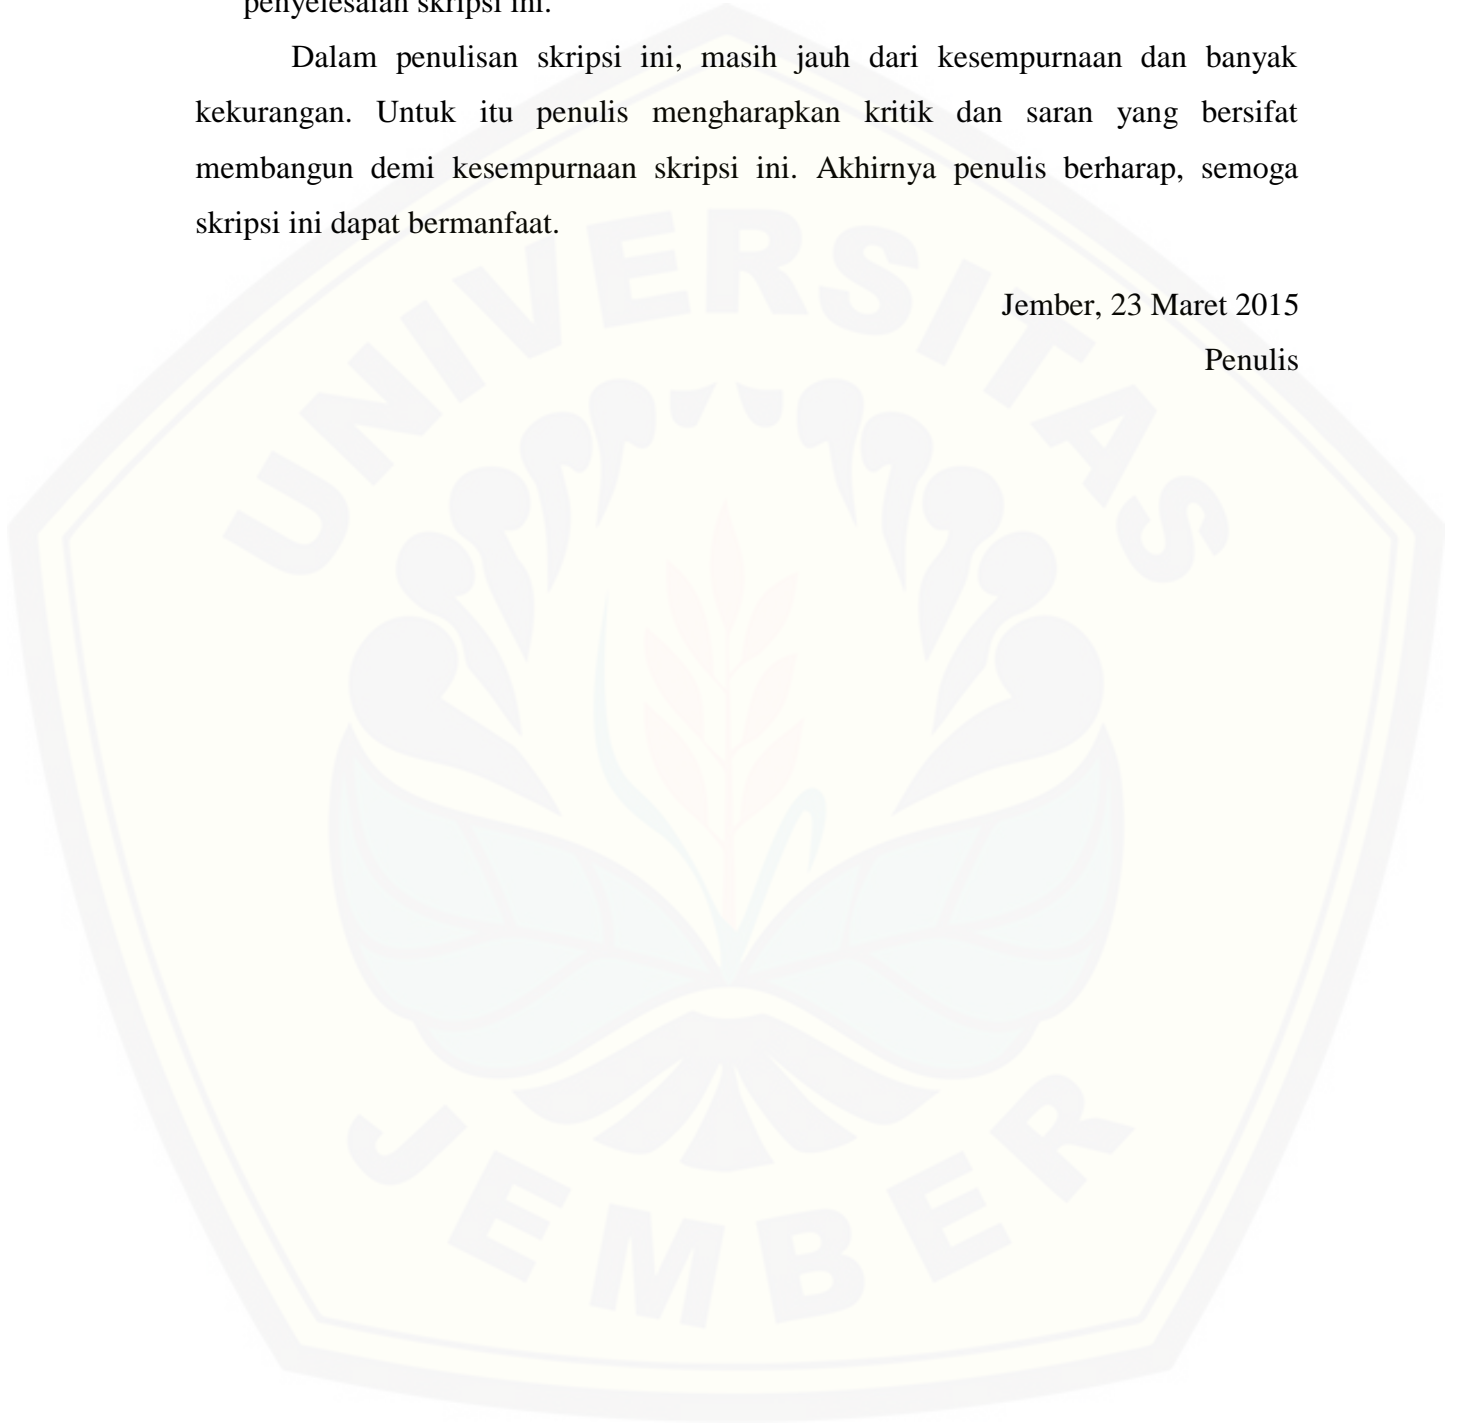 penyelesaian skripsi ini.
Dalam penulisan skripsi ini, masih jauh dari kesempurnaan dan banyak
kekurangan. Untuk itu penulis mengharapkan kritik dan saran yang bersifat
membangun demi kesempurnaan skripsi ini. Akhirnya penulis berharap, semoga
skripsi ini dapat bermanfaat.
Jember, 23 Maret 2015
Penulis
UNIVERSITAS
JEMBER